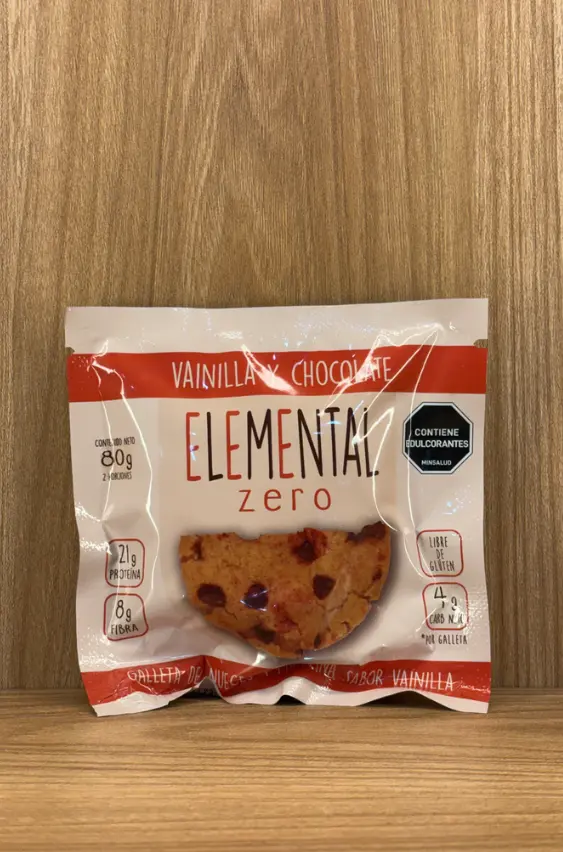 VAINILLA Y CHOCOLATE
CONTENIDO NETO
80g
2 PORCIONES
ELEMENTAL
zero
CONTIENE
EDULCORANTES
MINSALUD
21g
PROTEÍNA
8g
FIBRA
LIBRE
DE
GLUTEN
4 g
CARB
*POR GALLETA
GALLETA DE SABOR VAINILLA